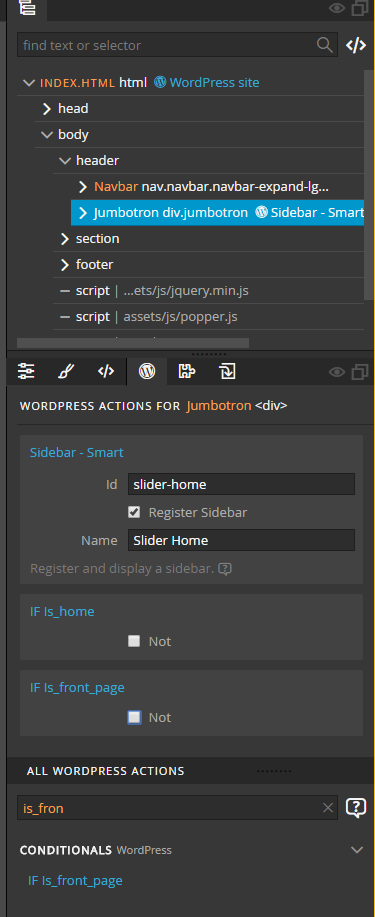 find text or selector
INDEX.HTML html WordPress site
head
body
header
Navbar nav.navbar.navbar-expand-lg...
Jumbotron div.jumbotron Sidebar - Smart
section
footer
script | ...ets/js/jquery.min.js
script | assets/js/popper.js
WORDPRESS ACTIONS FOR Jumbotron <div>
Sidebar - Smart
Id slider-home
Register Sidebar
Name Slider Home
Register and display a sidebar.
IF Is_home
Not
IF Is_front_page
Not
ALL WORDPRESS ACTIONS
is_fron
CONDITIONALS WordPress
IF Is_front_page